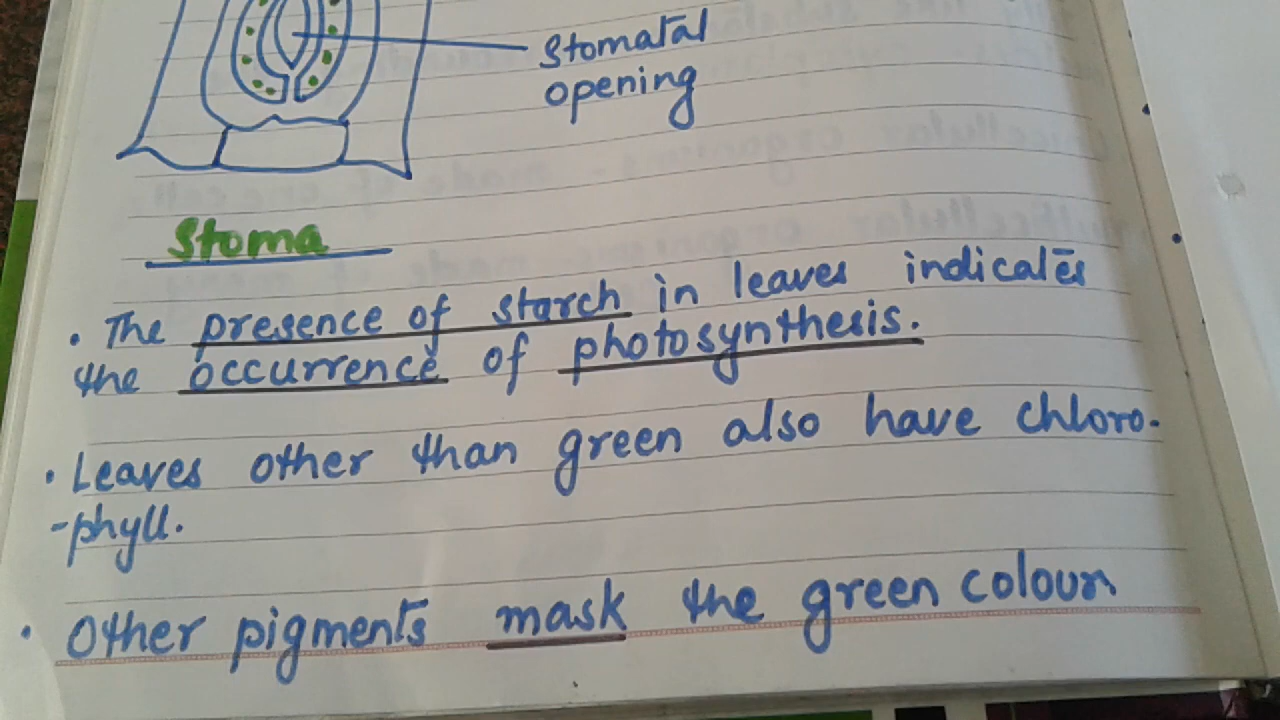 Stomatal
opening
Stoma
• The presence of starch in leaves indicates
the occurrence of photosynthesis.
• Leaves other than green also have chloro-
-phyll.
• Other pigments mask the green colour